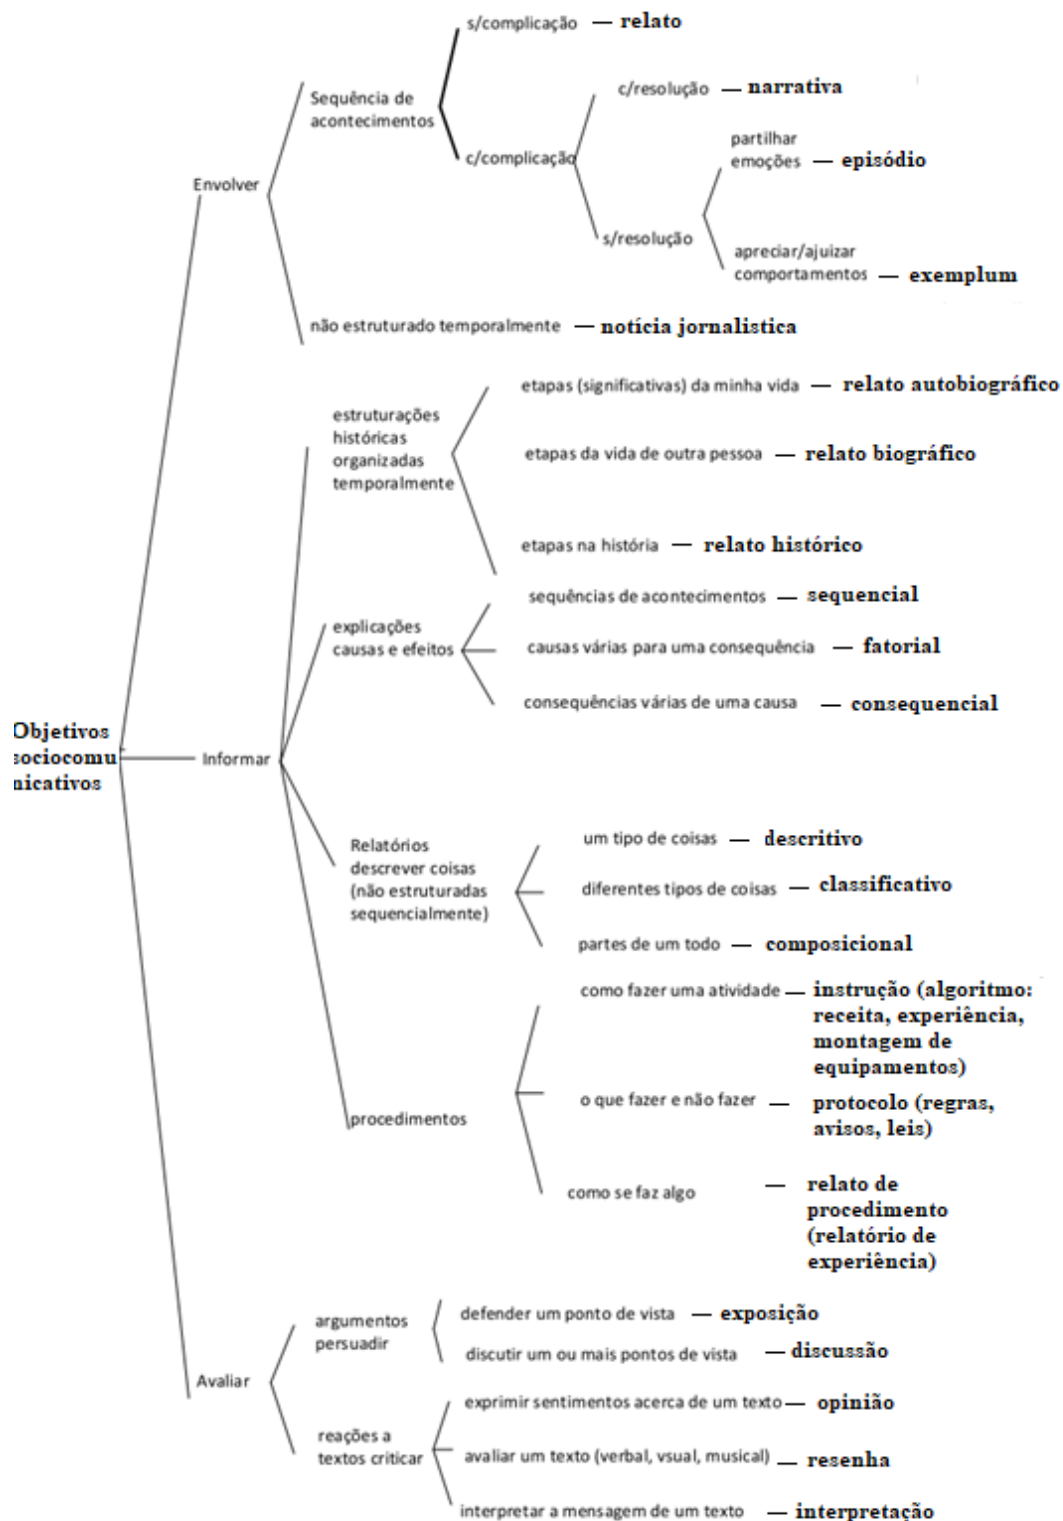 s/complicação — relato
Sequência de
acontecimentos
c/resolução — narrativa
c/complicação
partilhar
emoções — episódio
Envolver
s/resolução
apreciar/ajuizar
comportamentos — exemplum
não estruturado temporalmente — notícia jornalistica
etapas (significativas) da minha vida — relato autobiográfico
estruturações
históricas
organizadas
temporalmente
etapas da vida de outra pessoa — relato biográfico
etapas na história — relato histórico
sequências de acontecimentos — sequencial
explicações
causas e efeitos
causas várias para uma consequência — fatorial
consequências várias de uma causa — consequencial
Objetivos
sociocomu
nicativos
Informar
Relatórios
descrever coisas
(não estruturadas
sequencialmente)
um tipo de coisas — descritivo
diferentes tipos de coisas — classificativo
partes de um todo — composicional
como fazer uma atividade — instrução (algoritmo:
receita, experiência,
montagem de
equipamentos)
procedimentos
o que fazer e não fazer — protocolo (regras,
avisos, leis)
como se faz algo — relato de
procedimento
(relatório de
experiência)
argumentos
persuadir
defender um ponto de vista — exposição
discutir um ou mais pontos de vista — discussão
Avaliar
reações a
textos criticar
exprimir sentimentos acerca de um texto — opinião
avaliar um texto (verbal, vsual, musical) — resenha
interpretar a mensagem de um texto — interpretação